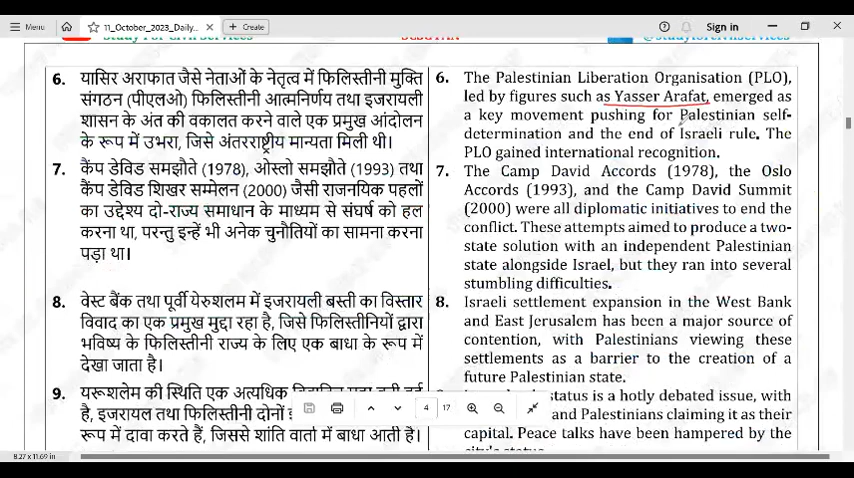 Menu
11_October_2023_Daily...
+ Create
Sign in
Study For Civil Services
@studyforcivilservices
6. यासिर अराफात जैसे नेताओं के नेतृत्व में फिलिस्तीनी मुक्ति
संगठन (पीएलओ) फिलिस्तीनी आत्मनिर्णय तथा इजरायली
शासन के अंत की वकालत करने वाले एक प्रमुख आंदोलन
के रूप में उभरा, जिसे अंतरराष्ट्रीय मान्यता मिली थी।
7. कैंप डेविड समझौते (1978), ओस्लो समझौते (1993) तथा
कैंप डेविड शिखर सम्मेलन (2000) जैसी राजनयिक पहलों
का उद्देश्य दो-राज्य समाधान के माध्यम से संघर्ष को हल
करना था, परन्तु इन्हें भी अनेक चुनौतियों का सामना करना
पड़ा था।
8. वेस्ट बैंक तथा पूर्वी येरुशलम में इजरायली बस्ती का विस्तार
विवाद का एक प्रमुख मुद्दा रहा है, जिसे फिलिस्तीनियों द्वारा
भविष्य के फिलिस्तीनी राज्य के लिए एक बाधा के रूप में
देखा जाता है।
9. यरूशलेम की स्थिति एक अत्यधिक
है, इजरायल तथा फिलिस्तीनी दोनों
रूप में दावा करते हैं, जिससे शांति वार्ता में बाधा आती है।
6. The Palestinian Liberation Organisation (PLO),
led by figures such as Yasser Arafat, emerged as
a key movement pushing for Palestinian self-
determination and the end of Israeli rule. The
PLO gained international recognition.
7. The Camp David Accords (1978), the Oslo
Accords (1993), and the Camp David Summit
(2000) were all diplomatic initiatives to end the
conflict. These attempts aimed to produce a two-
state solution with an independent Palestinian
state alongside Israel, but they ran into several
stumbling difficulties.
8. Israeli settlement expansion in the West Bank
and East Jerusalem has been a major source of
contention, with Palestinians viewing these
settlements as a barrier to the creation of a
future Palestinian state.
status is a hotly debated issue, with
and Palestinians claiming it as their
capital. Peace talks have been hampered by the
city's status.
4 17
8.27 x 11.69 in